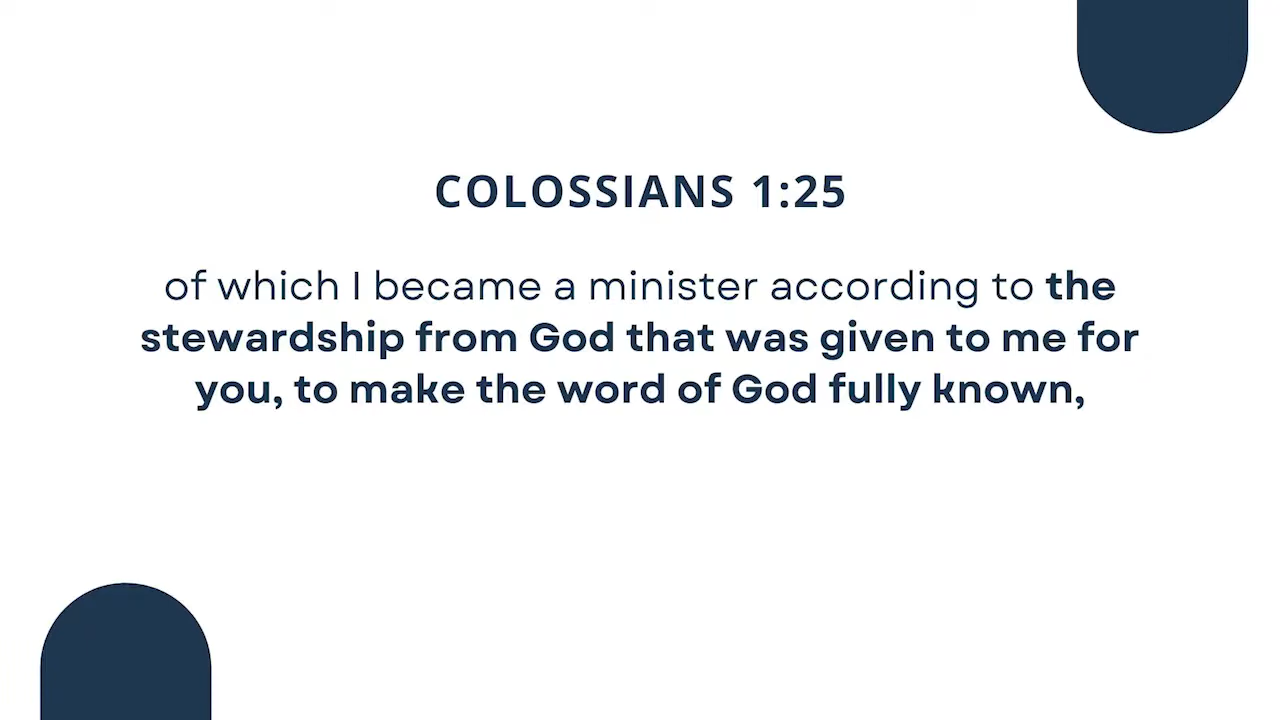 COLOSSIANS 1:25
of which I became a minister according to the
stewardship from God that was given to me for
you, to make the word of God fully known,